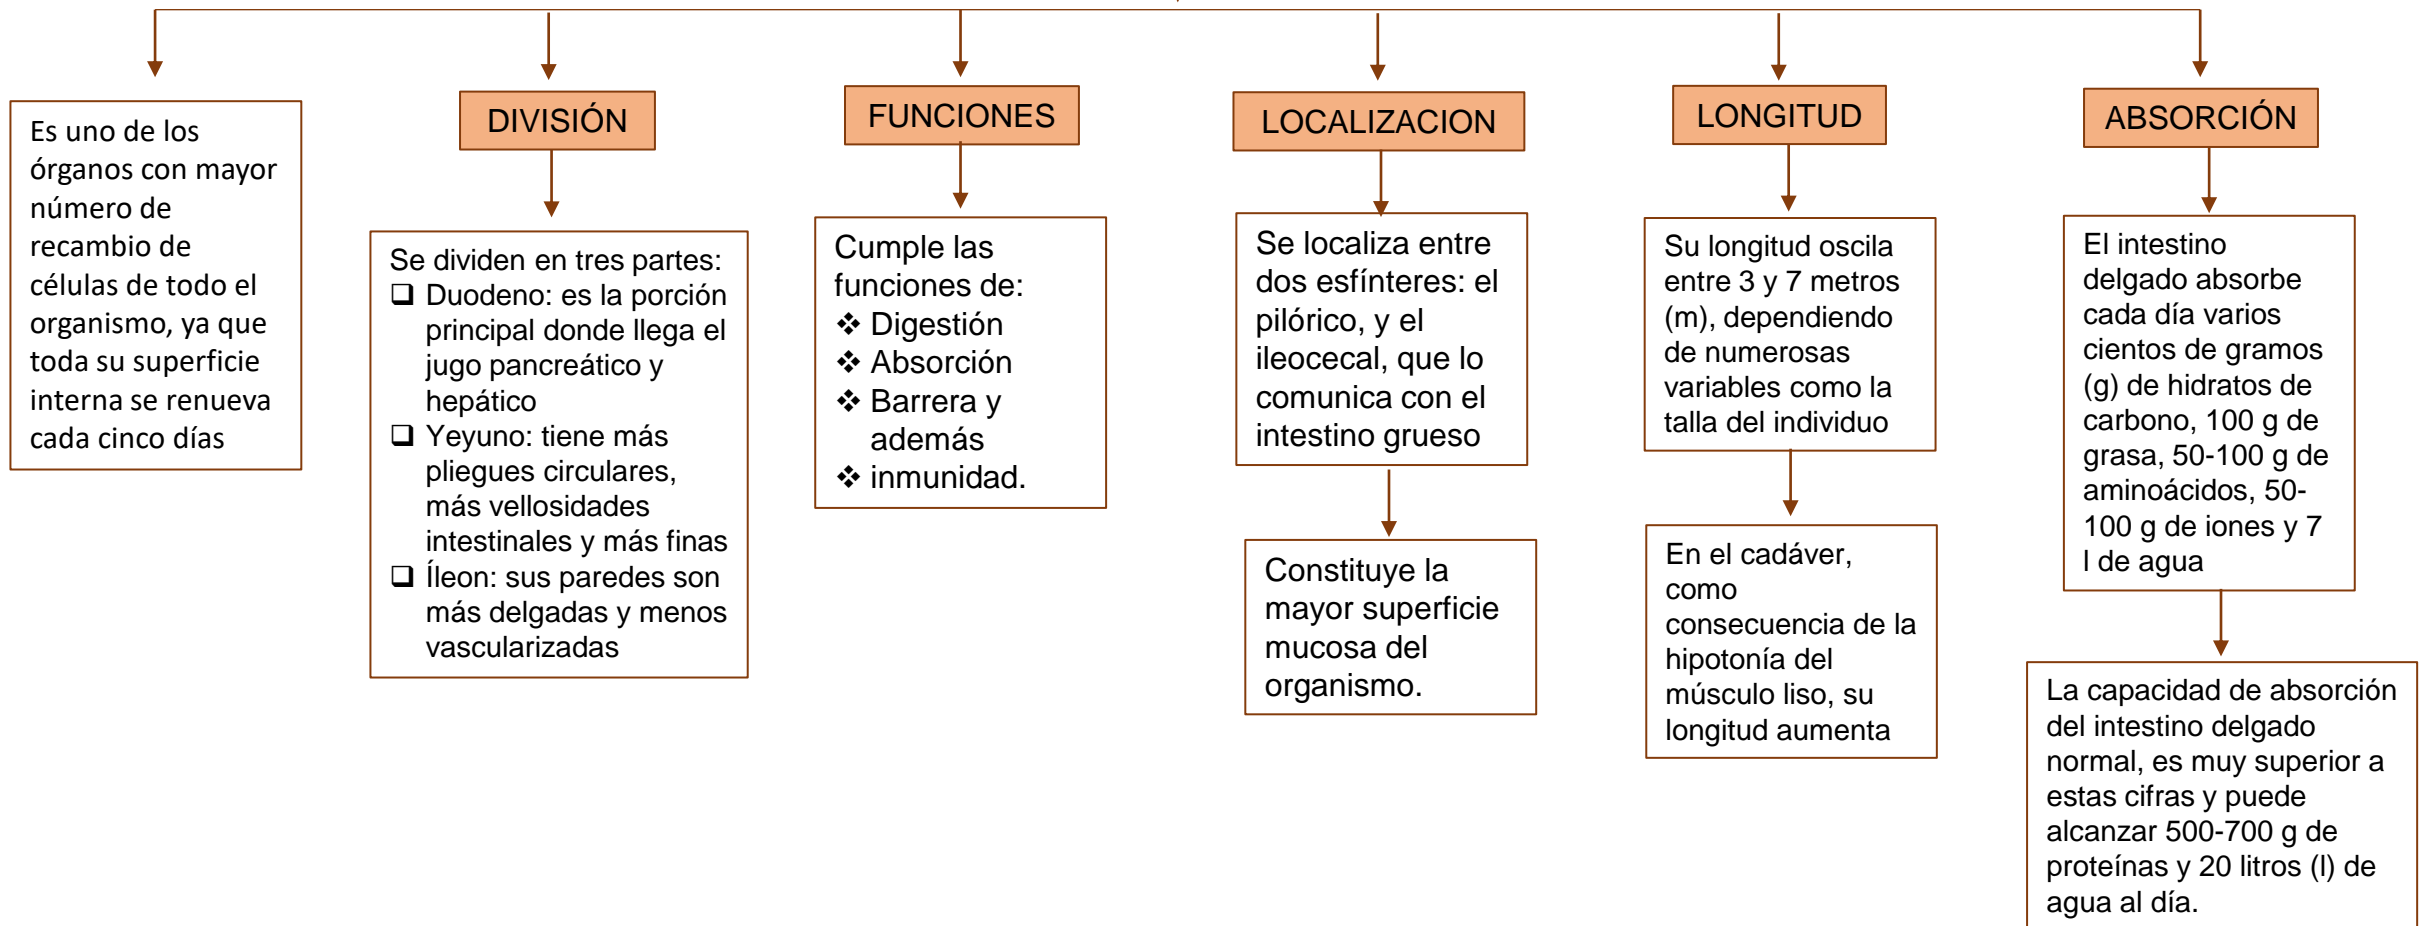 Es uno de los
órganos con mayor
número de
recambio de
células de todo el
organismo, ya que
toda su superficie
interna se renueva
cada cinco días
DIVISIÓN
Se dividen en tres partes:
❑ Duodeno: es la porción
principal donde llega el
jugo pancreático y
hepático
❑ Yeyuno: tiene más
pliegues circulares,
más vellosidades
intestinales y más finas
❑ Íleon: sus paredes son
más delgadas y menos
vascularizadas
FUNCIONES
Cumple las
funciones de:
❖ Digestión
❖ Absorción
❖ Barrera y
además
❖ inmunidad.
LOCALIZACION
Se localiza entre
dos esfínteres: el
pilórico, y el
ileocecal, que lo
comunica con el
intestino grueso
Constituye la
mayor superficie
mucosa del
organismo.
LONGITUD
Su longitud oscila
entre 3 y 7 metros
(m), dependiendo
de numerosas
variables como la
talla del individuo
En el cadáver,
como
consecuencia de la
hipotonía del
músculo liso, su
longitud aumenta
ABSORCIÓN
El intestino
delgado absorbe
cada día varios
cientos de gramos
(g) de hidratos de
carbono, 100 g de
grasa, 50-100 g de
aminoácidos, 50-
100 g de iones y 7
l de agua
La capacidad de absorción
del intestino delgado
normal, es muy superior a
estas cifras y puede
alcanzar 500-700 g de
proteínas y 20 litros (l) de
agua al día.